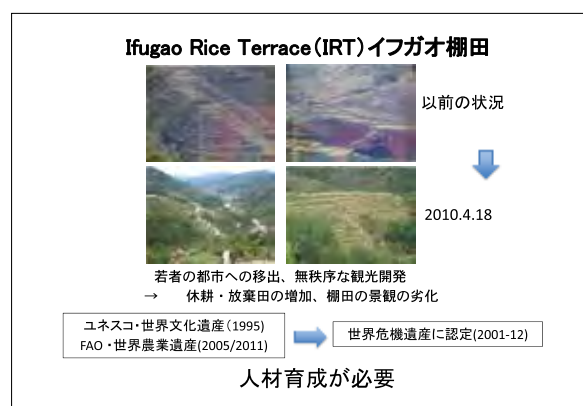 Ifugao Rice Terrace(IRT)イフガオ棚田
以前の状況
2010.4.18
若者の都市への移出、無秩序な観光開発
→ 休耕・放棄田の増加、棚田の景観の劣化
ユネスコ・世界文化遺産(1995)
FAO・世界農業遺産(2005/2011)
世界危機遺産に認定(2001-12)
人材育成が必要